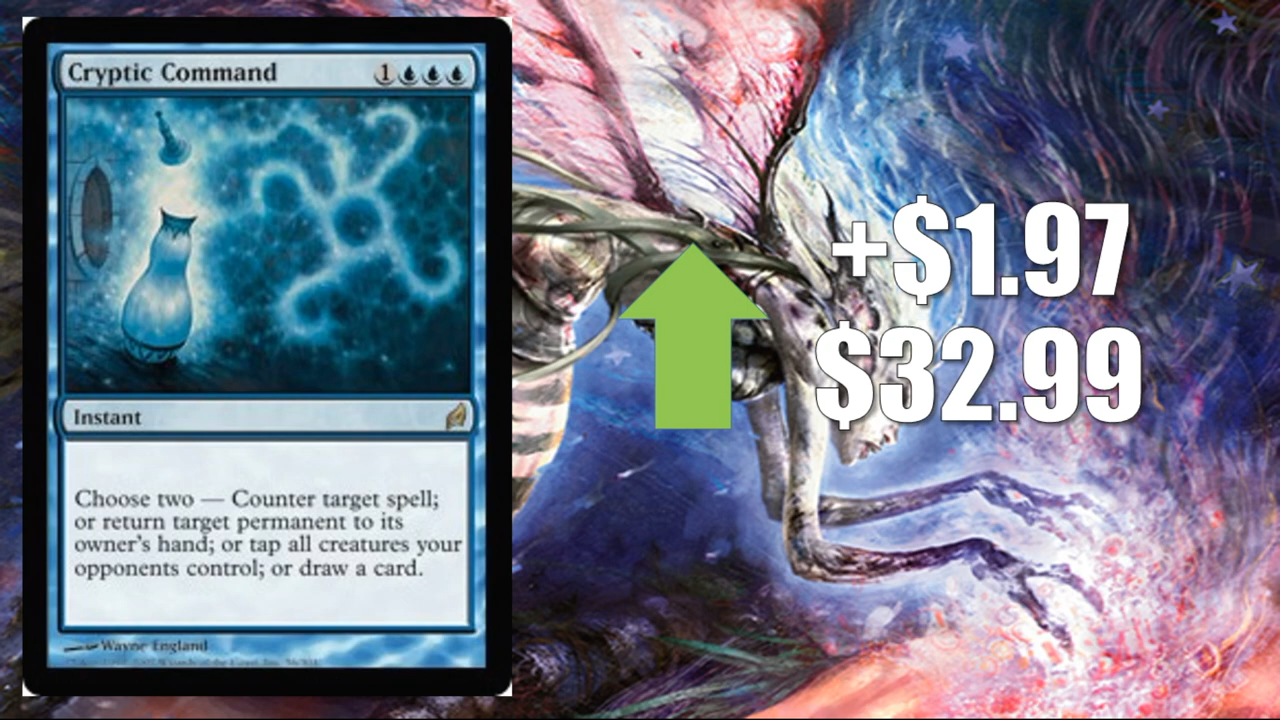 Cryptic Command 1
Instant
Choose two — Counter target spell;
or return target permanent to its
owner's hand; or tap all creatures your
opponents control; or draw a card.
Wayne England
+$1.97
$32.99